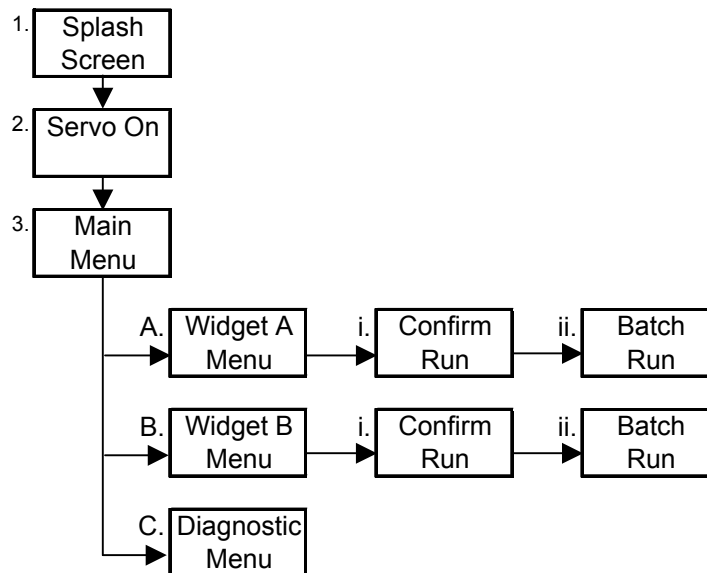 1. Splash
Screen
2. Servo On
3. Main
Menu
A. Widget A
Menu
i. Confirm
Run
ii. Batch
Run
B. Widget B
Menu
i. Confirm
Run
ii. Batch
Run
C. Diagnostic
Menu